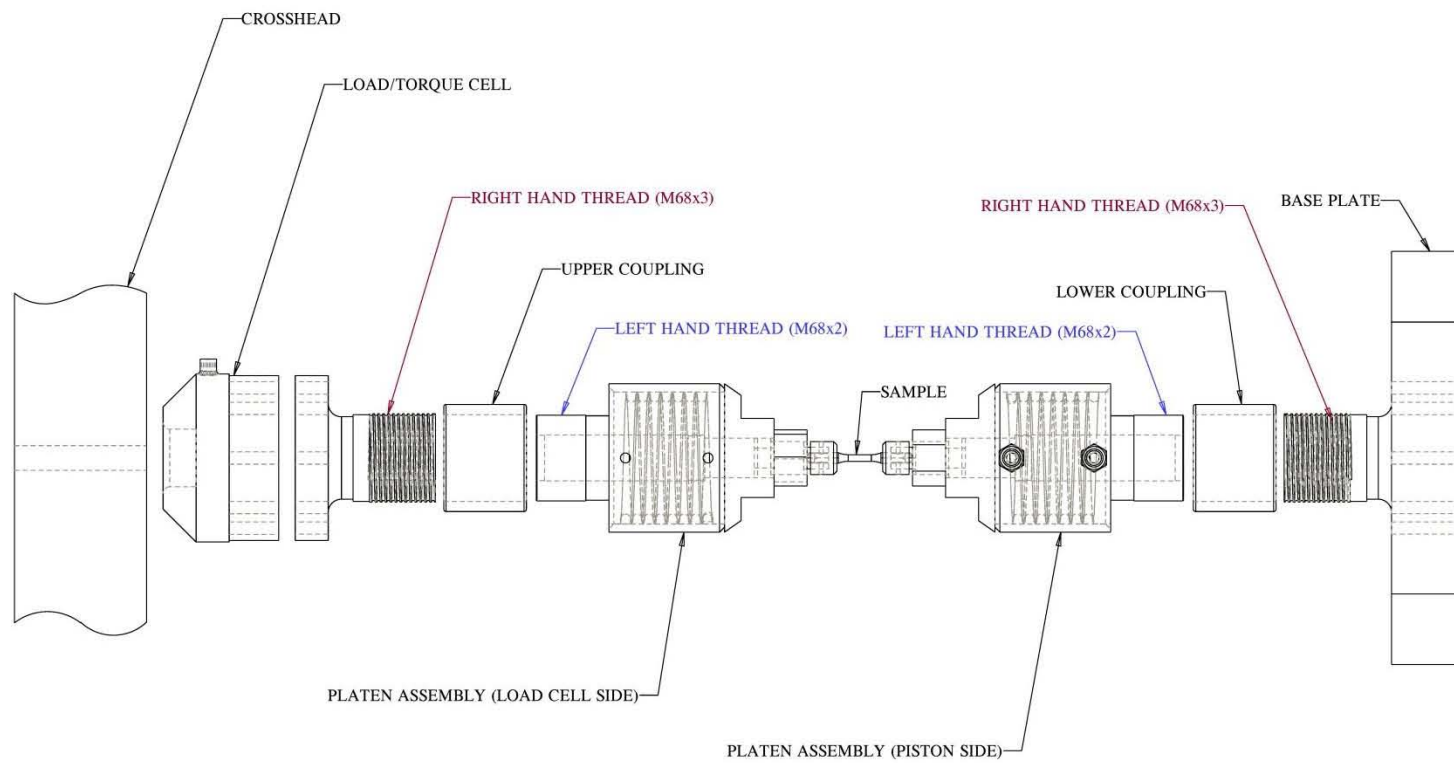 CROSSHEAD
LOAD/TORQUE CELL
RIGHT HAND THREAD (M68x3)
RIGHT HAND THREAD (M68x3)
BASE PLATE
UPPER COUPLING
LOWER COUPLING
LEFT HAND THREAD (M68x2)
LEFT HAND THREAD (M68x2)
SAMPLE
PLATEN ASSEMBLY (LOAD CELL SIDE)
PLATEN ASSEMBLY (PISTON SIDE)